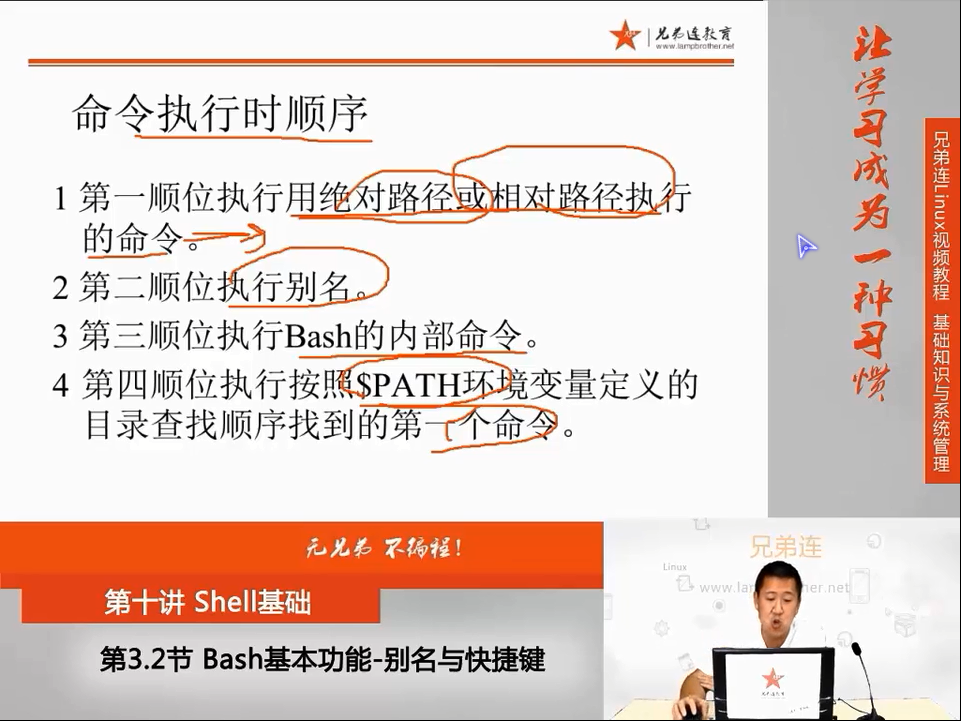 兄弟连教育
www.lampbrother.net
命令执行时顺序
1 第一顺位执行用绝对路径或相对路径执行
的命令。
2 第二顺位执行别名。
3 第三顺位执行Bash的内部命令。
4 第四顺位执行按照$PATH环境变量定义的
目录查找顺序找到的第一个命令。
让学习成为一种习惯
兄弟连Linux视频教程 基础知识与系统管理
无兄弟 不编程!
第十讲 Shell基础
第3.2节 Bash基本功能-别名与快捷键
兄弟连
Linux
兄弟连教育